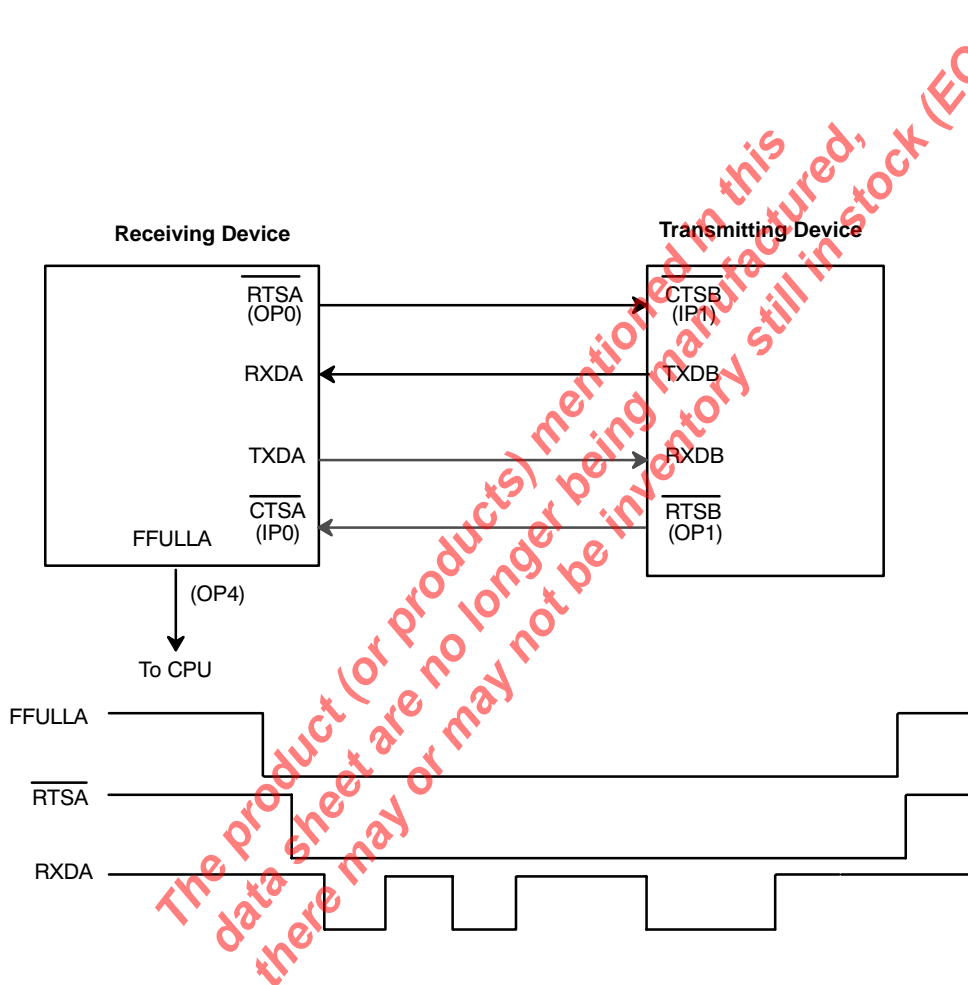 The product (or products) mentioned in this
data sheet are no longer being manufactured,
there may or may not be inventory still in stock (EO
Receiving Device
Transmitting Device
RTSA
(OP0)
CTSB
(IP1)
RXDA
TXDB
TXDA
RXDB
CTSA
(IP0)
RTSB
(OP1)
FFULLA
(OP4)
To CPU
FFULLA
RTSA
RXDA